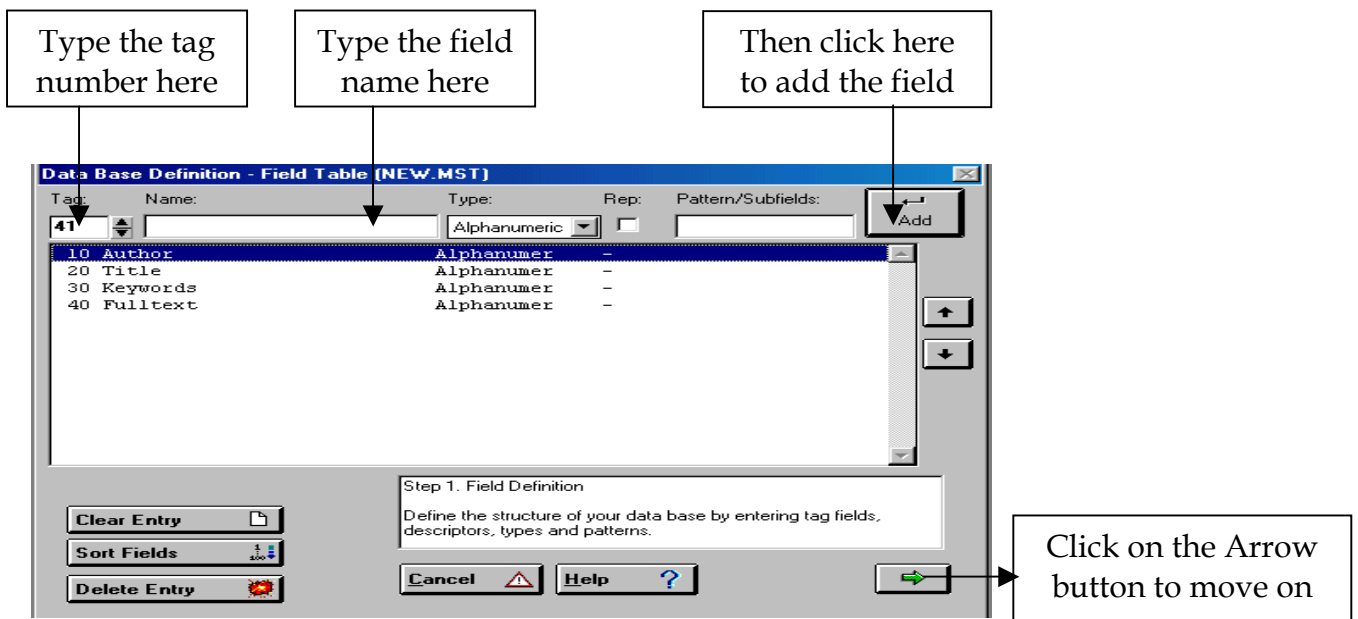 Type the tag
number here
Type the field
name here
Then click here
to add the field
Data Base Definition - Field Table (NEW.MST)
Tag: Name: Type: Rep: Pattern/Subfields:
41 Alphanumeric Add
10 Author Alphanumer -
20 Title Alphanumer -
30 Keywords Alphanumer -
40 Fulltext Alphanumer -
Step 1. Field Definition
Define the structure of your data base by entering tag fields,
descriptors, types and patterns.
Clear Entry
Sort Fields
Delete Entry
Cancel Help ?
Click on the Arrow
button to move on